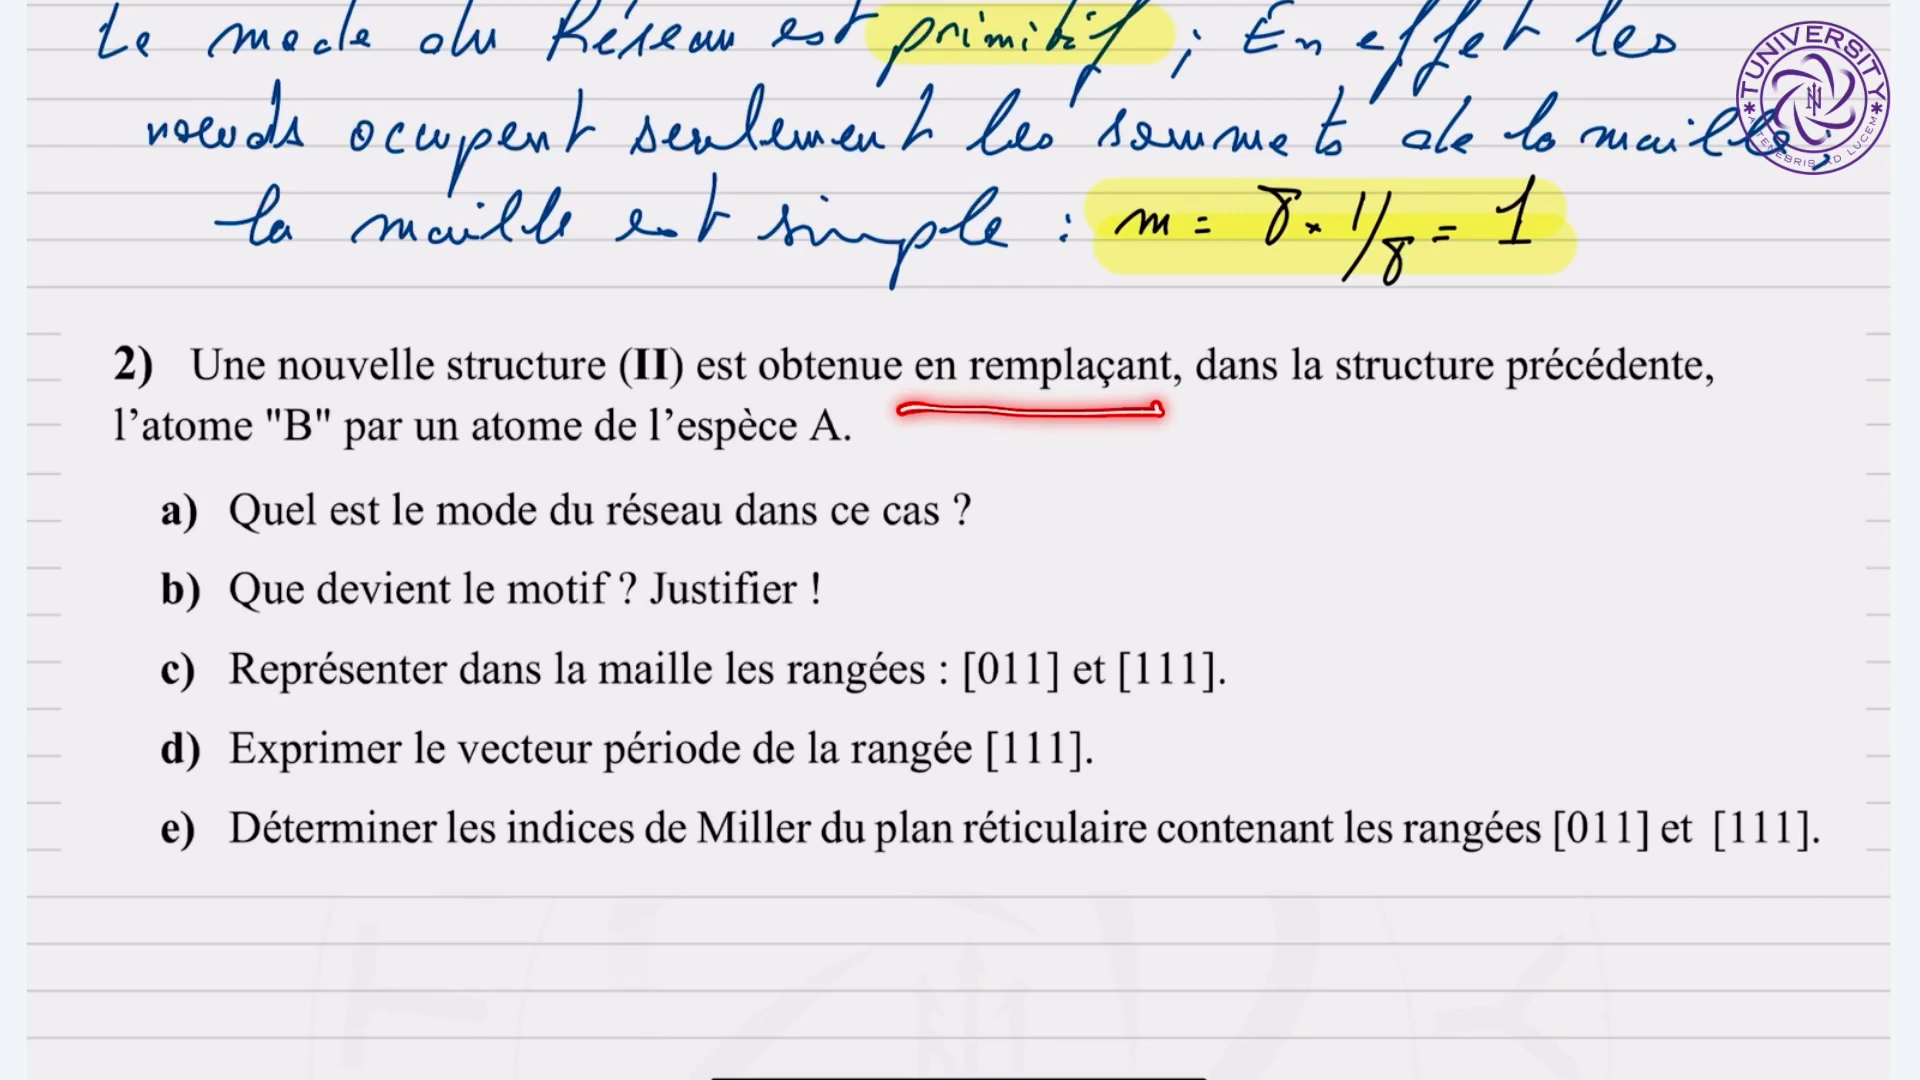 Le mode du Réseau est primitif ; En effet les
noeuds occupent seulement les sommets de la maille;
la maille est simple : m = 8 × 1/8 = 1
2) Une nouvelle structure (II) est obtenue en remplaçant, dans la structure précédente,
l’atome "B" par un atome de l’espèce A.
a) Quel est le mode du réseau dans ce cas ?
b) Que devient le motif ? Justifier !
c) Représenter dans la maille les rangées : [011] et [111].
d) Exprimer le vecteur période de la rangée [111].
e) Déterminer les indices de Miller du plan réticulaire contenant les rangées [011] et [111].
TUNIVERSITY